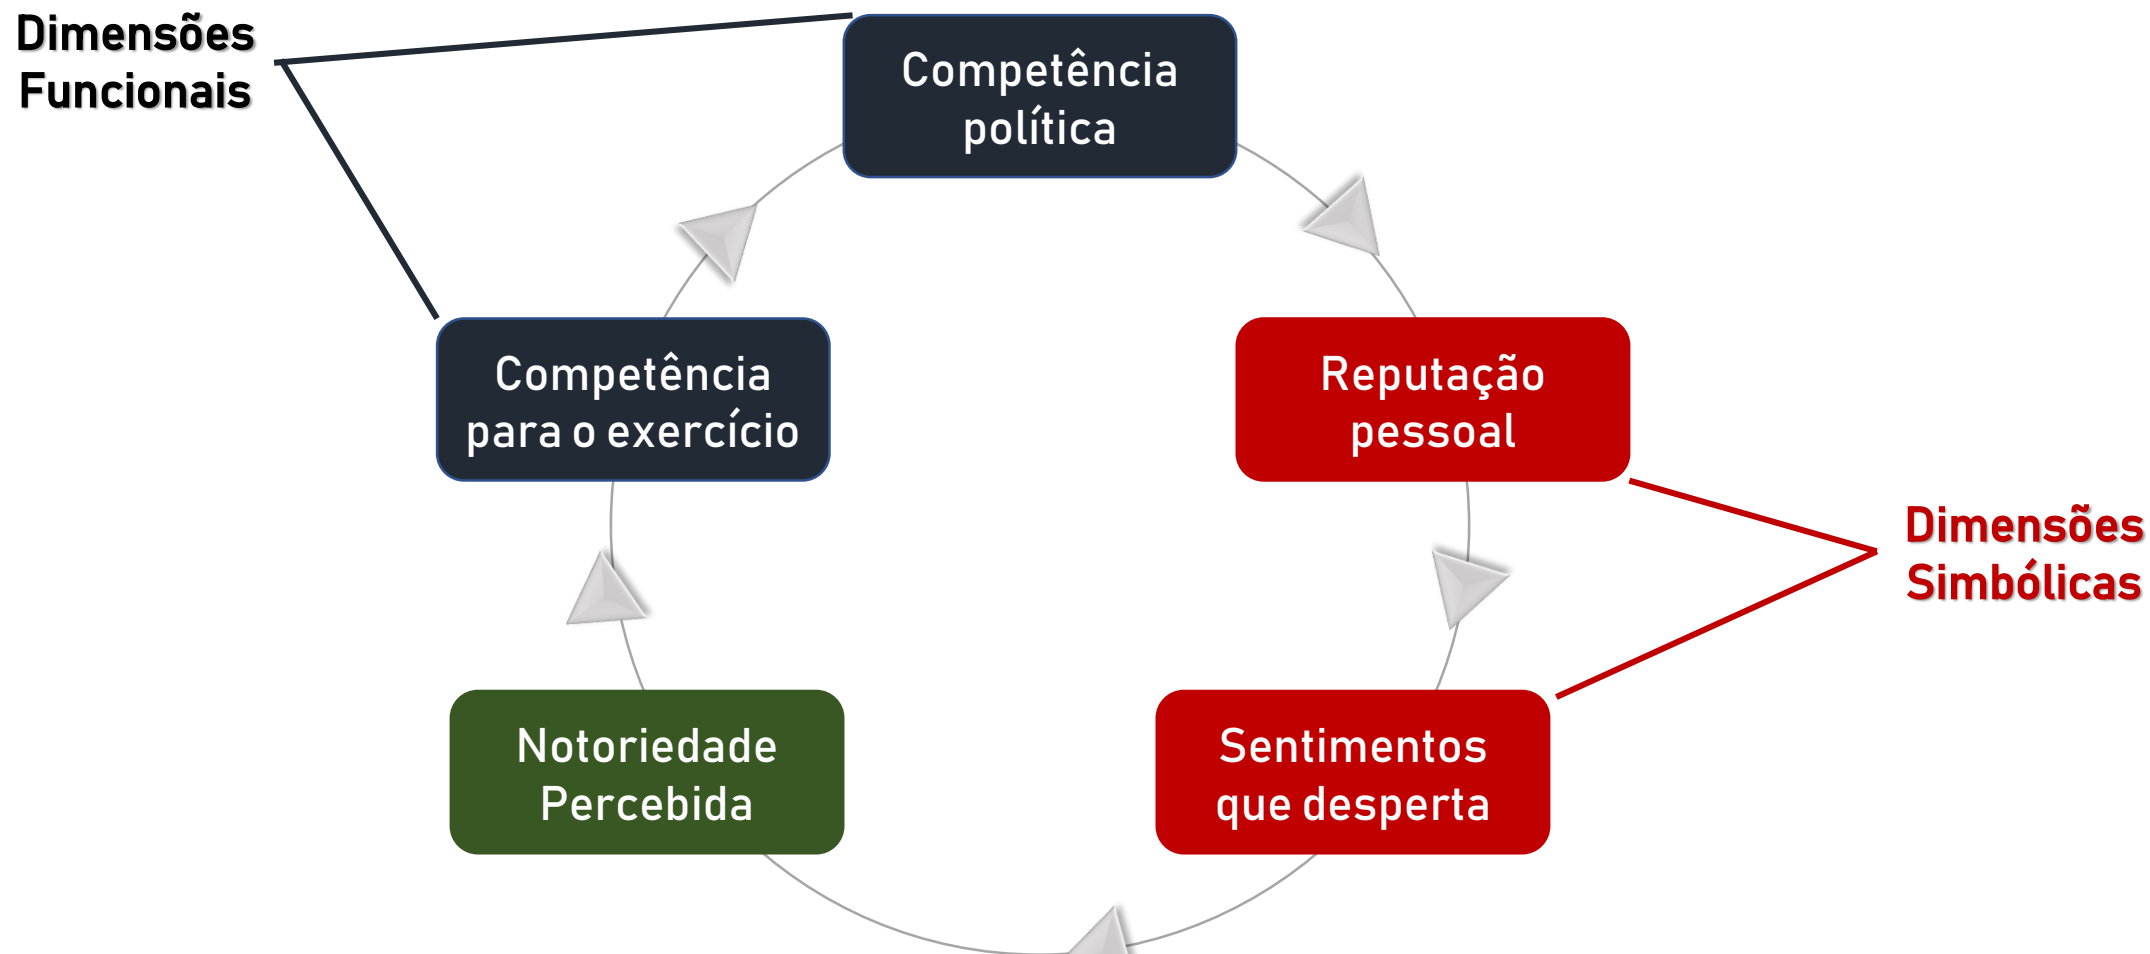 Dimensões
Funcionais
Competência
política
Competência
para o exercício
Reputação
pessoal
Dimensões
Simbólicas
Notoriedade
Percebida
Sentimentos
que desperta